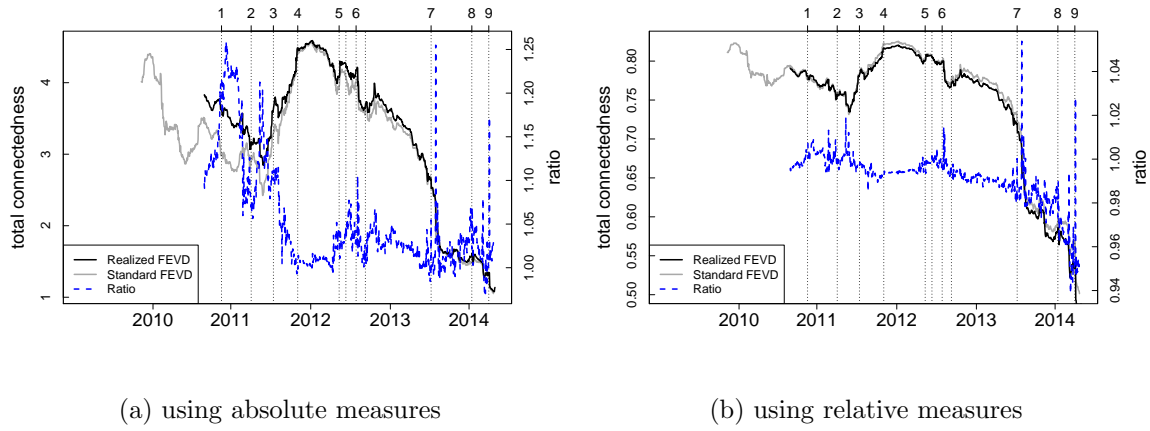 1 2 3 4 5 6 7 8 9
total connectedness
4
3
2
1
1.25
1.20
1.15
1.10
1.05
1.00
ratio
Realized FEVD
Standard FEVD
Ratio
2010 2011 2012 2013 2014
(a) using absolute measures
1 2 3 4 5 6 7 8 9
total connectedness
0.80
0.75
0.70
0.65
0.60
0.55
0.50
1.04
1.02
1.00
0.98
0.96
0.94
ratio
Realized FEVD
Standard FEVD
Ratio
2010 2011 2012 2013 2014
(b) using relative measures